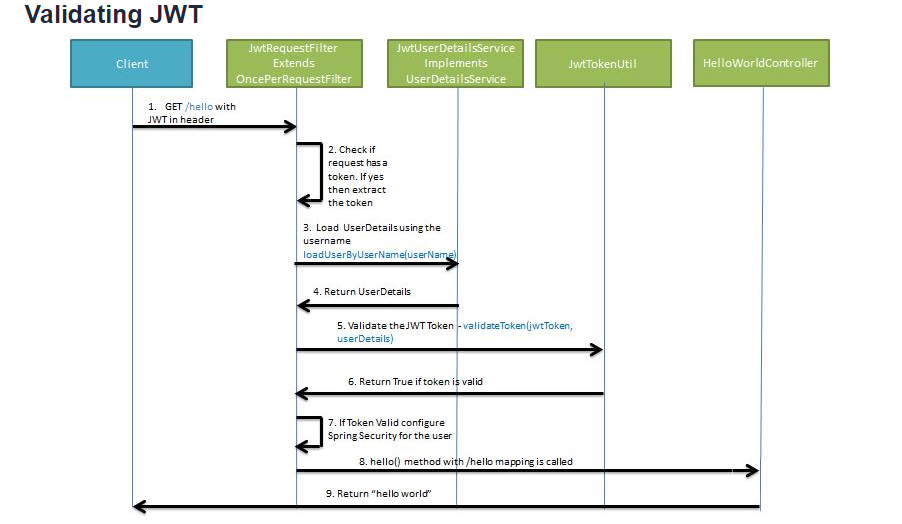 Validating JWT
Client
JwtRequestFilter
Extends
OncePerRequestFilter
JwtUserDetailsService
Implements
UserDetailsService
JwtTokenUtil
HelloWorldController
1. GET /hello with
JWT in header
2. Check if
request has a
token. If yes
then extract
the token
3. Load UserDetails using the
username
loadUserByUserName(userName)
4. Return UserDetails
5. Validate the JWT Token - validateToken(jwtToken,
userDetails)
6. Return True if token is valid
7. If Token Valid configure
Spring Security for the user
8. hello() method with /hello mapping is called
9. Return “hello world”